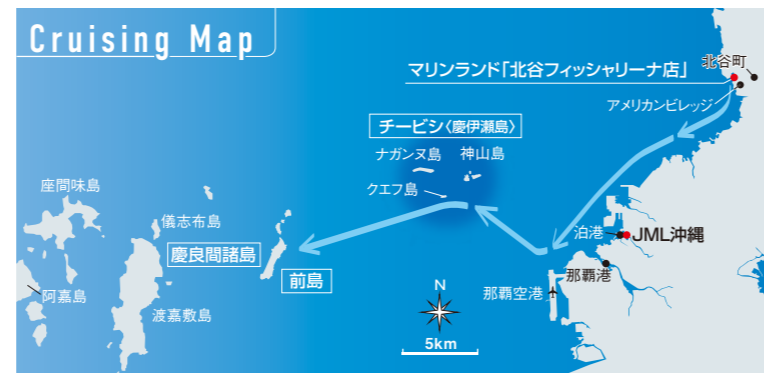 Cruising Map
マリンランド「北谷フィッシャリーナ店」
北谷町
アメリカンビレッジ
チービシ〈慶伊瀬島〉
ナガンヌ島
神山島
クエフ島
座間味島
儀志布島
慶良間諸島
前島
阿嘉島
渡嘉敷島
泊港
JML沖縄
那覇港
那覇空港
N
5km